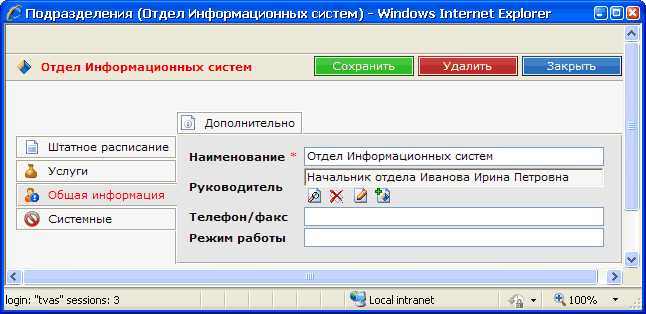 Подразделения (Отдел Информационных систем) - Windows Internet Explorer
Отдел Информационных систем
Сохранить
Удалить
Закрыть
Дополнительно
Штатное расписание
Услуги
Общая информация
Системные
Наименование * Отдел Информационных систем
Руководитель Начальник отдела Иванова Ирина Петровна
Телефон/факс
Режим работы
login: "tvas" sessions: 3
Local intranet
100%